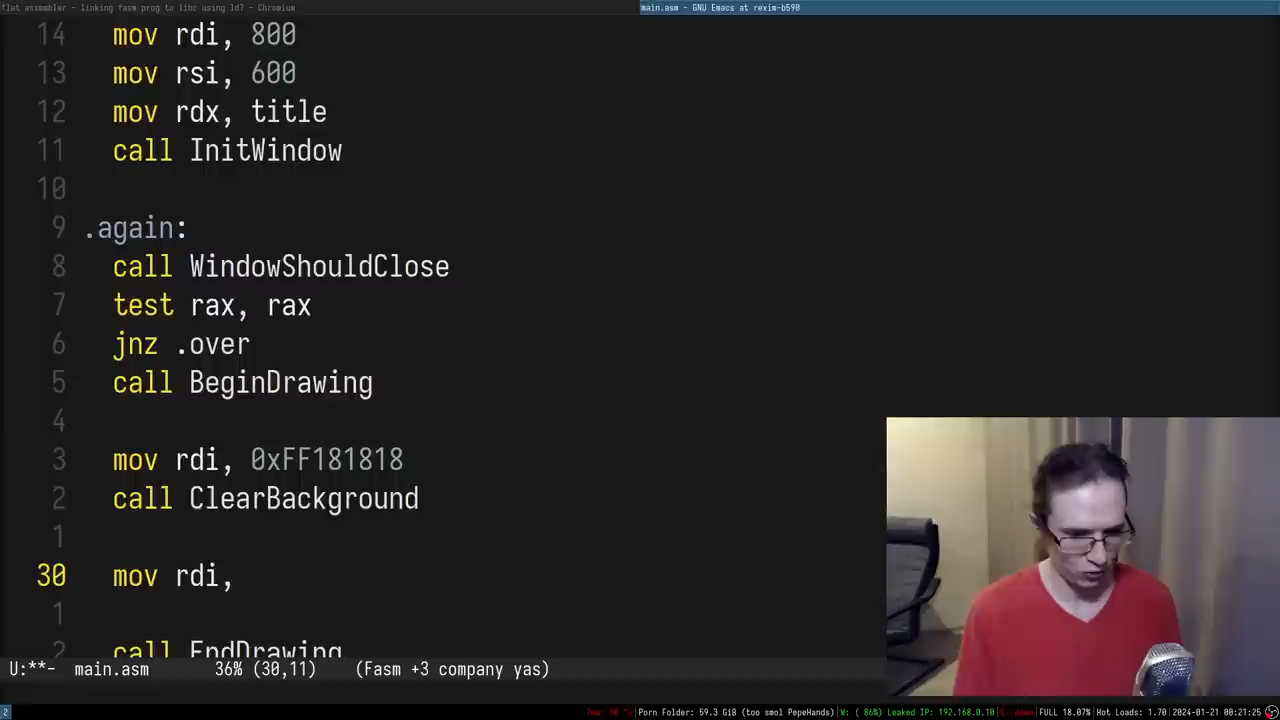 flat assembler - linking fasm prog to libc using ld? - Chromium
main.asm - GNU Emacs at rexim-b590
14 mov rdi, 800
13 mov rsi, 600
12 mov rdx, title
11 call InitWindow
10
9 .again:
8 call WindowShouldClose
7 test rax, rax
6 jnz .over
5 call BeginDrawing
4
3 mov rdi, 0xFF181818
2 call ClearBackground
1
30 mov rdi,
1
2 call EndDrawing
U:**- main.asm 36% (30,11) (Fasm +3 company yas)
2 Porn Folder: 59.3 GiB (too smol PepeHands) W: ( 86%) Leaked IP: 192.168.0.10 FULL 18.07% Hot Loads: 1.70 2024-01-21 00:21:25